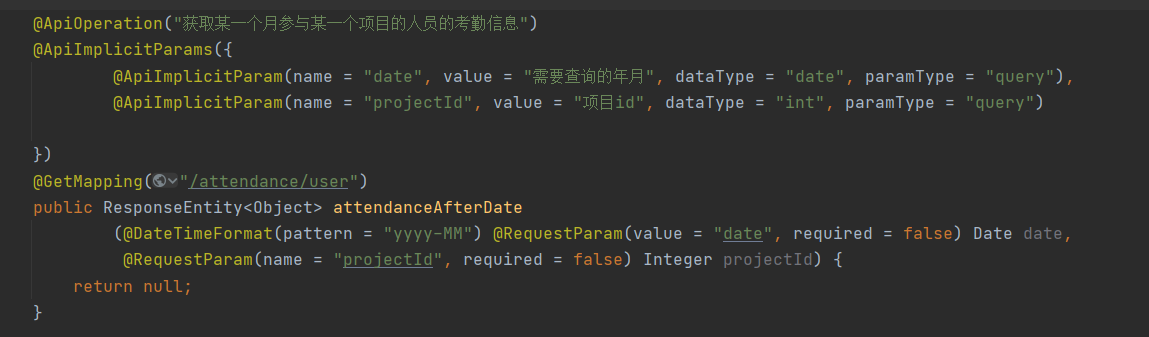 @ApiOperation("获取某一个月参与某一个项目的人员的考勤信息")
@ApiImplicitParams({
@ApiImplicitParam(name = "date", value = "需要查询的年月", dataType = "date", paramType = "query"),
@ApiImplicitParam(name = "projectId", value = "项目id", dataType = "int", paramType = "query")
})
@GetMapping("/attendance/user")
public ResponseEntity<Object> attendanceAfterDate
(@DateTimeFormat(pattern = "yyyy-MM") @RequestParam(value = "date", required = false) Date date,
@RequestParam(name = "projectId", required = false) Integer projectId) {
return null;
}